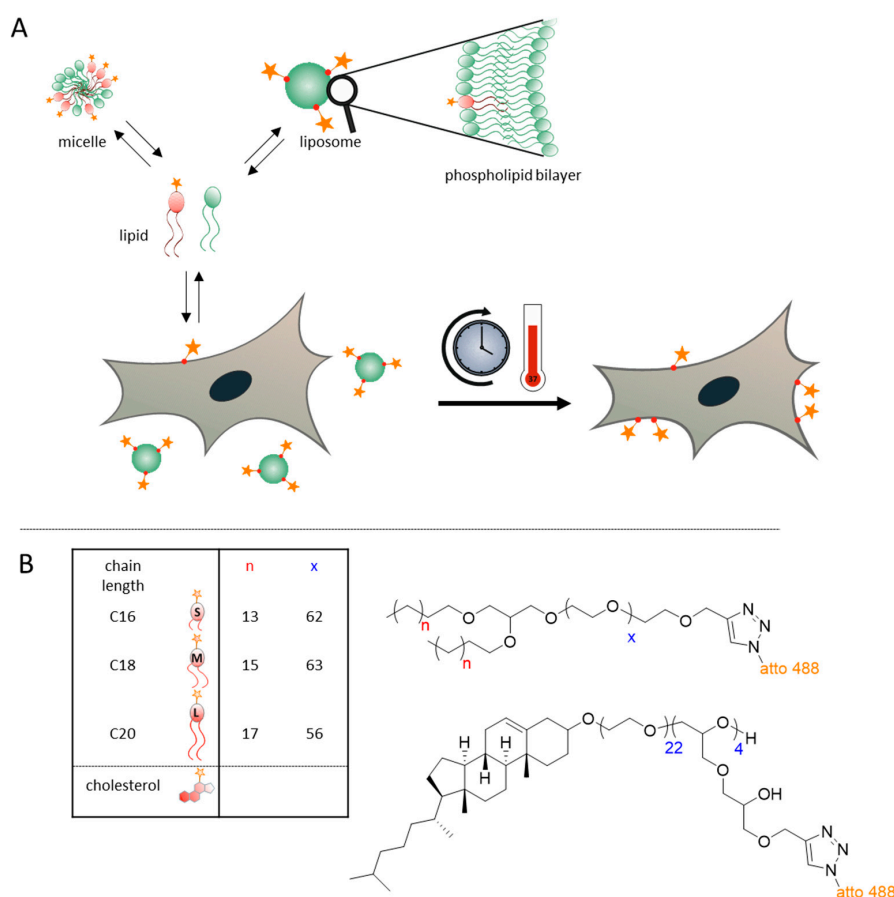 A
micelle
liposome
phospholipid bilayer
lipid
37
B
chain length n x
C16 S 13 62
C18 M 15 63
C20 L 17 56
cholesterol
n
O
O
O
n
O
x
O
N
N
N
atto 488
H
H
H
H
O
O
22
O
H
4
O
OH
O
N
N
N
atto 488